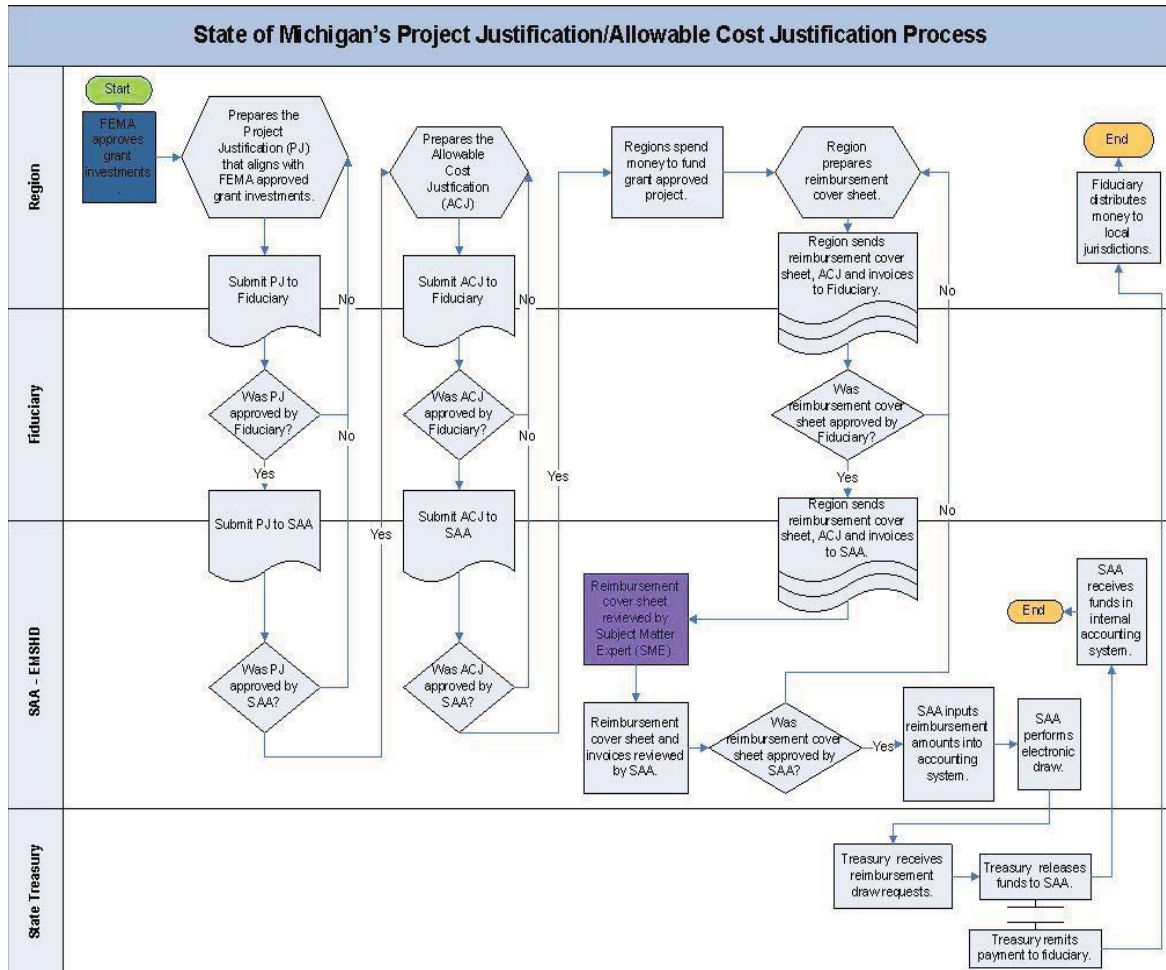 State of Michigan's Project Justification/Allowable Cost Justification Process
Region
Start
FEMA
approves
grant
investments
.
Prepares the
Project
Justification (PJ)
that aligns with
FEMA approved
grant investments.
Prepares the
Allowable
Cost
Justfication
(ACJ)
Regions spend
money to fund
grant approved
project.
Region
prepares
reimbursement
cover sheet.
End
Fiduciary
distributes
money to
local
jurisdictions.
Submit PJ to
Fiduciary
No
Submit ACJ to
Fiduciary
No
Region sends
reimbursement cover
sheet, ACJ and invoices
to Fiduciary.
No
Fiduciary
Was PJ
approved by
Fiduciary?
No
Yes
Was ACJ
approved by
Fiduciary?
No
Yes
Was
reimbursement cover
sheet approved by
Fiduciary?
Yes
Submit PJ to SAA
Yes
Submit ACJ to
SAA
Region sends
reimbursement cover
sheet, ACJ and invoices
to SAA.
No
SAA - EMSHD
Reimbursement
cover sheet
reviewed by
Subject Matter
Expert (SME).
End
SAA
receives
funds in
internal
accounting
system.
Was PJ
approved by
SAA?
Was ACJ
approved by
SAA?
Reimbursement
cover sheet and
invoices reviewed
by SAA.
Was
reimbursement cover
sheet approved by
SAA?
Yes
SAA inputs
reimbursement
amounts into
accounting
system.
SAA
performs
electronic
draw.
State Treasury
Treasury receives
reimbursement
draw requests.
Treasury releases
funds to SAA.
Treasury remits
payment to fiduciary.